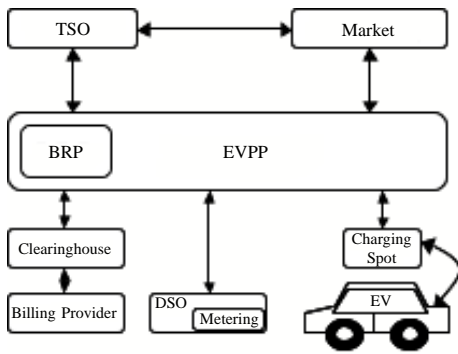 TSO
Market
BRP
EVPP
Clearinghouse
Charging
Spot
Billing Provider
DSO
Metering
EV